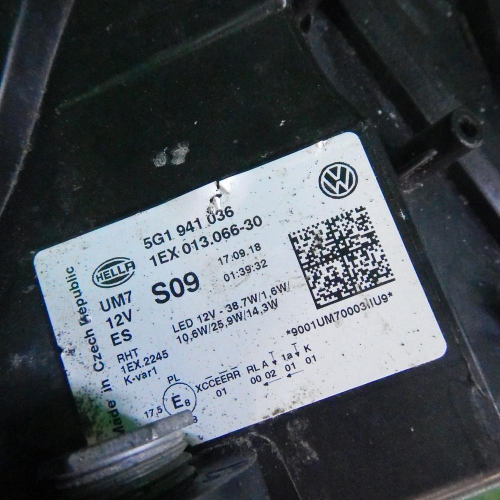 VW
5G1 941 036
1EX 013.066-30
HELLA
UM7
12V
ES
S09
17.09.18
01:39:32
LED 12V - 38.7W/1,6W/
10,6W/25,9W/14,3W
RHT
1EX.2245
K-var1
*9001UM70003IIU9*
PL
17,5
E8
XCCEERR RL A T 1a K
01 00 02 01 01
Made in Czech Republic